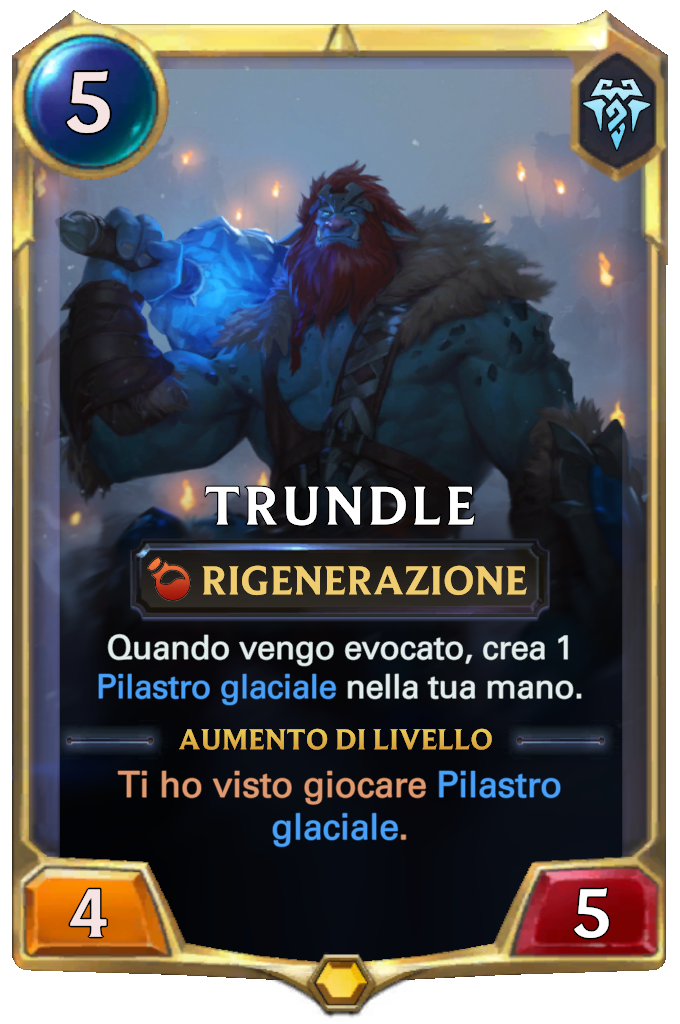 5
TRUNDLE
RIGENERAZIONE
Quando vengo evocato, crea 1
Pilastro glaciale nella tua mano.
AUMENTO DI LIVELLO
Ti ho visto giocare Pilastro
glaciale.
4
5